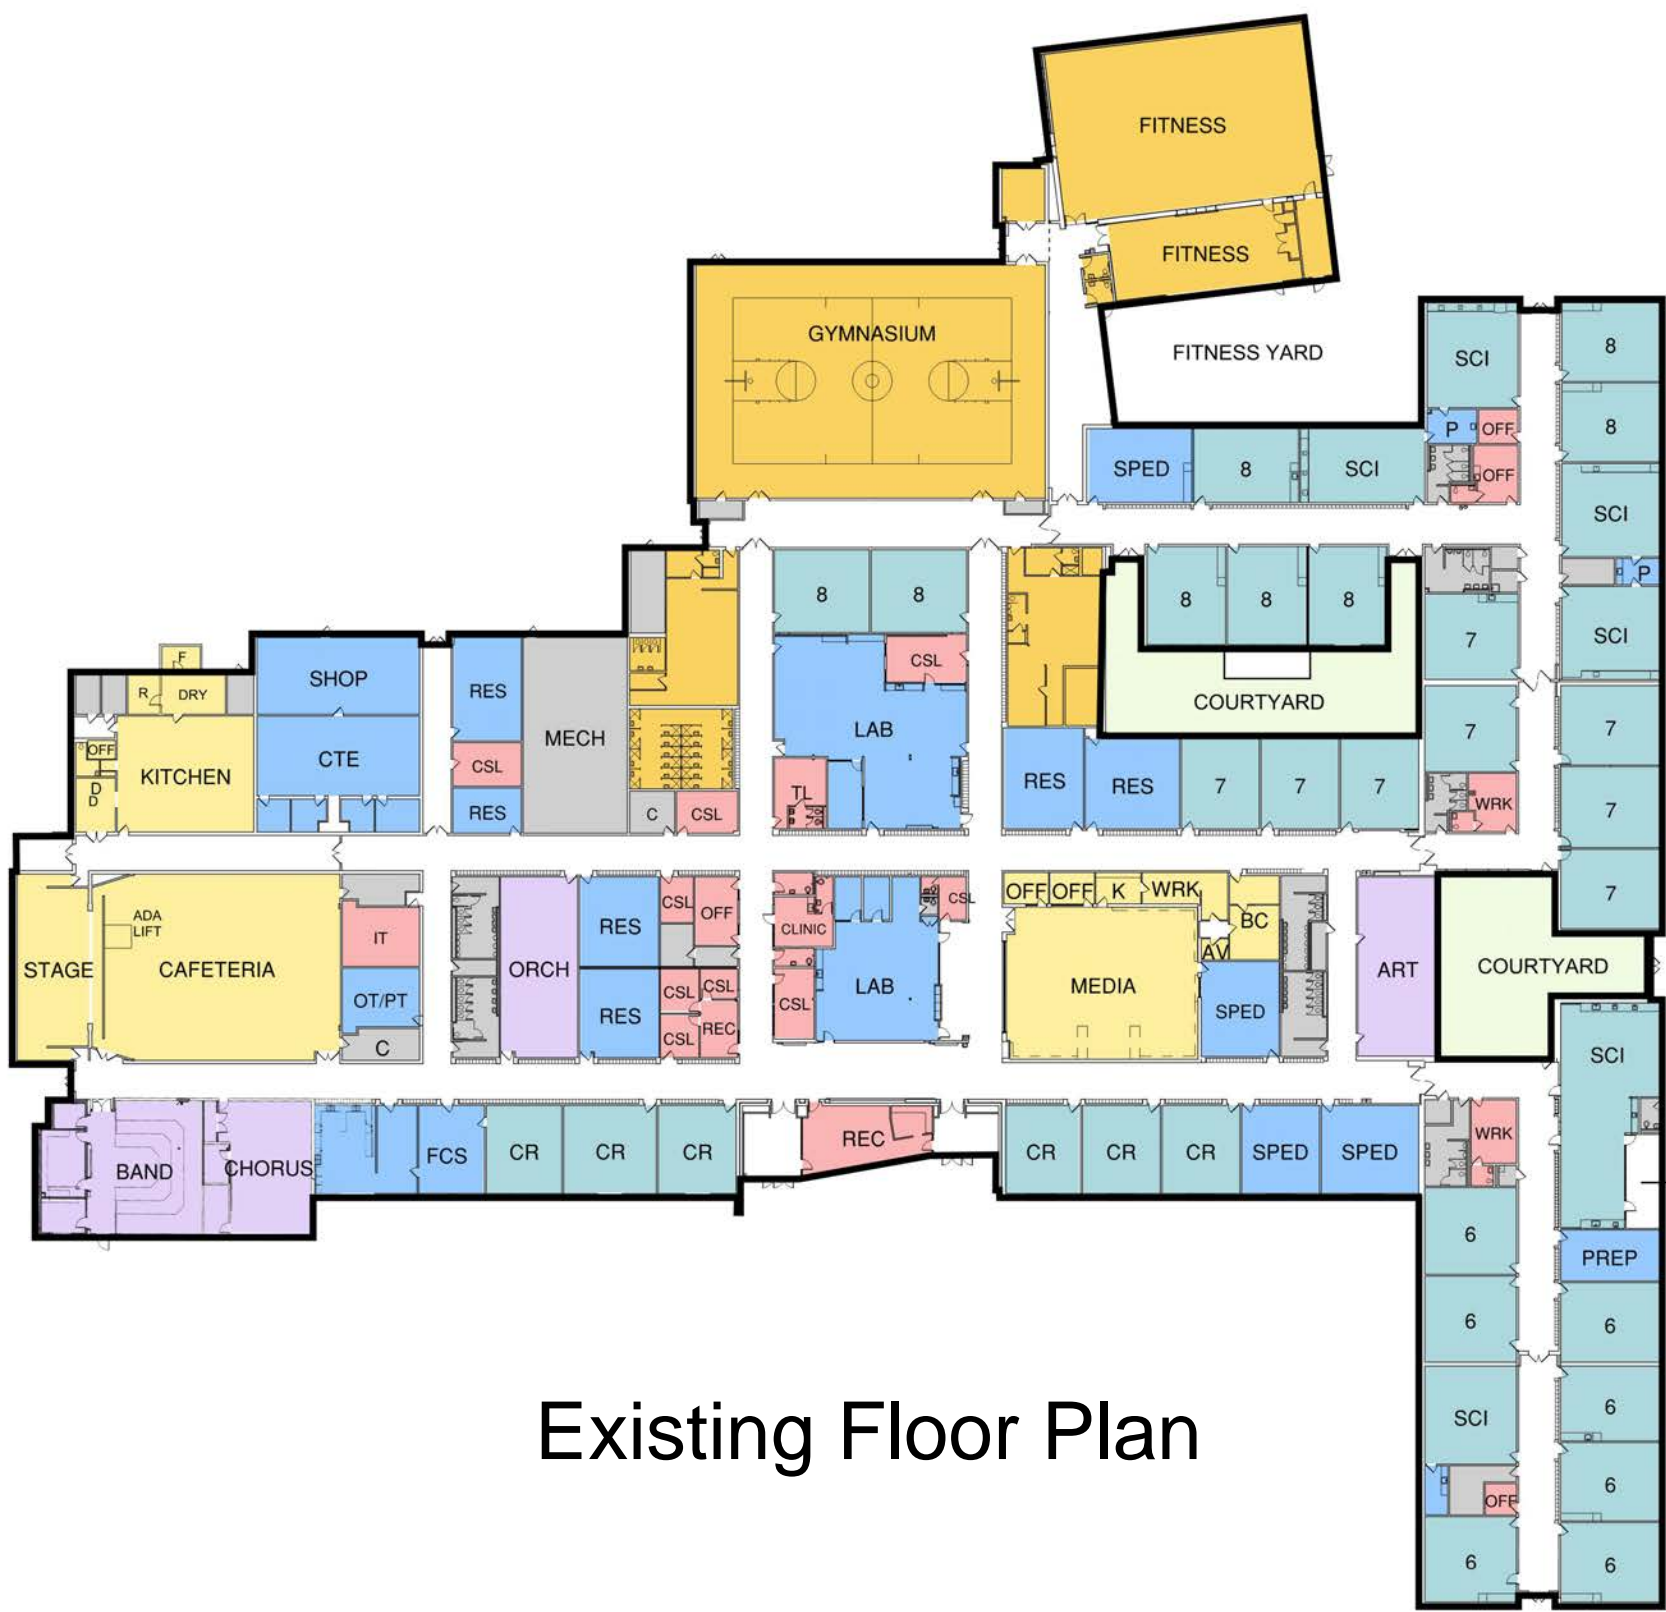 FITNESS
FITNESS
GYMNASIUM
FITNESS YARD
SCI
8
P
OFF
8
SPED
8
SCI
OFF
SCI
P
8
8
8
8
8
7
SCI
F
SHOP
RES
CSL
COURTYARD
R
DRY
LAB
7
7
OFF
KITCHEN
CTE
MECH
CSL
RES
RES
7
7
7
D
D
RES
C
CSL
TL
WRK
7
STAGE
ADA
LIFT
CAFETERIA
IT
OT/PT
C
ORCH
RES
CSL
OFF
RES
CSL
CSL
CSL
REC
CLINIC
CSL
CSL
LAB
OFF
OFF
K
WRK
BC
AV
MEDIA
SPED
ART
7
COURTYARD
SCI
BAND
CHORUS
FCS
CR
CR
CR
REC
CR
CR
CR
SPED
SPED
WRK
6
PREP
6
6
SCI
6
OFF
6
6
6
Existing Floor Plan